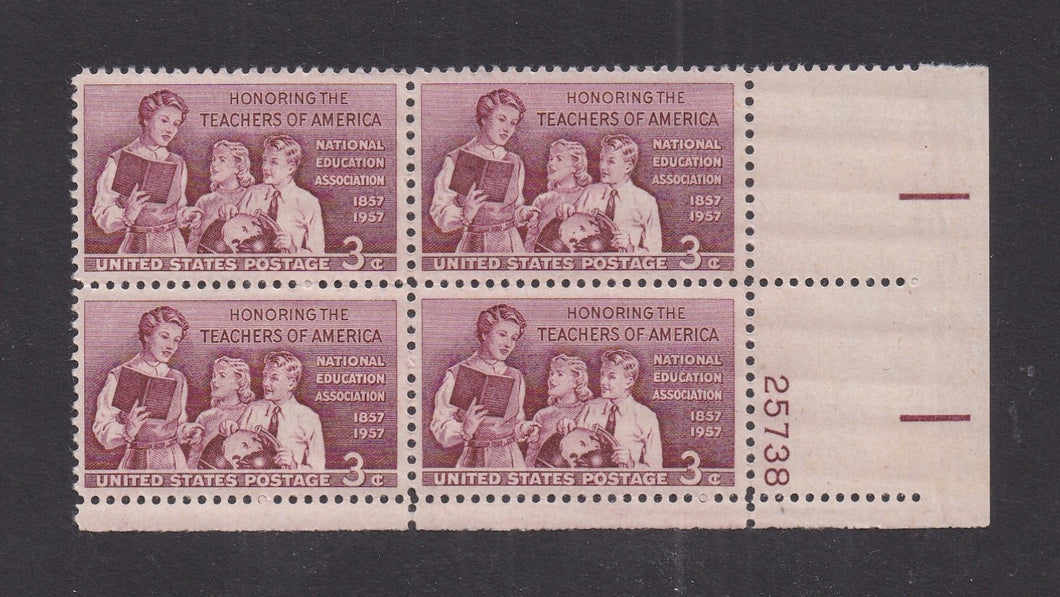 HONORING THE
TEACHERS OF AMERICA
NATIONAL
EDUCATION
ASSOCIATION
1857
1957
UNITED STATES POSTAGE 3¢
HONORING THE
TEACHERS OF AMERICA
NATIONAL
EDUCATION
ASSOCIATION
1857
1957
UNITED STATES POSTAGE 3¢
HONORING THE
TEACHERS OF AMERICA
NATIONAL
EDUCATION
ASSOCIATION
1857
1957
UNITED STATES POSTAGE 3¢
HONORING THE
TEACHERS OF AMERICA
NATIONAL
EDUCATION
ASSOCIATION
1857
1957
UNITED STATES POSTAGE 3¢
25738